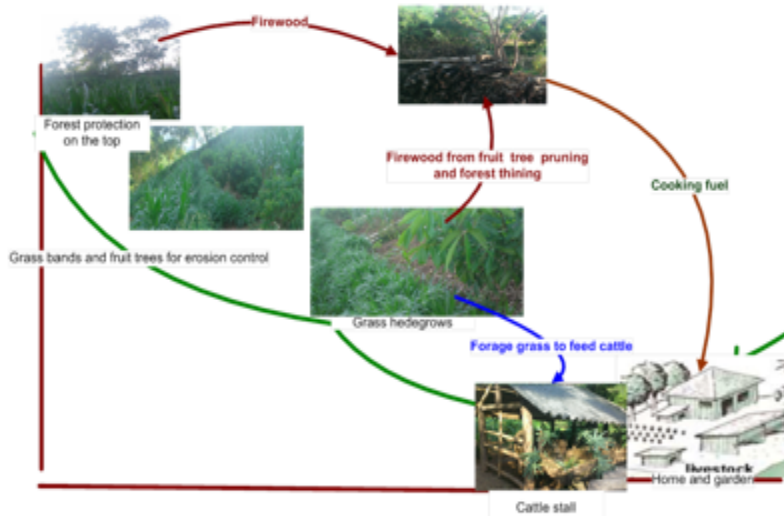 Firewood
Forest protection
on the top
Firewood from fruit tree pruning
and forest thining
Cooking fuel
Grass bands and fruit trees for erosion control
Grass hedegrows
Forage grass to feed cattle
livestock
Home and garden
Cattle stall